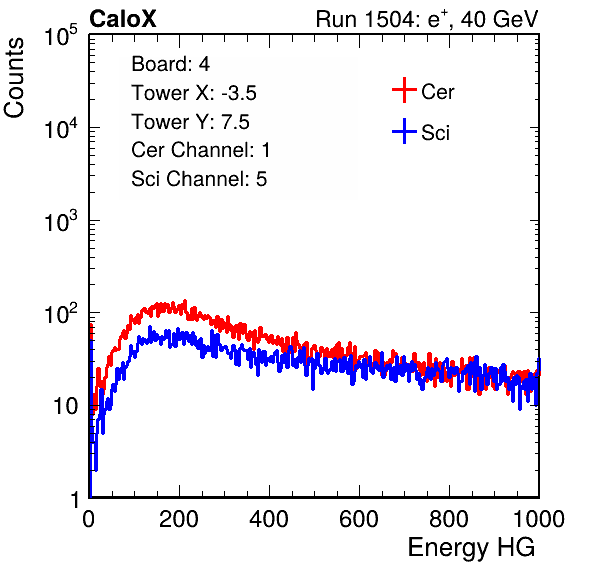 CaloX Run 1504: e⁺, 40 GeV
Counts
10⁵
10⁴
10³
10²
10
1
Board: 4
Tower X: -3.5
Tower Y: 7.5
Cer Channel: 1
Sci Channel: 5
Cer
Sci
0 200 400 600 800 1000
Energy HG